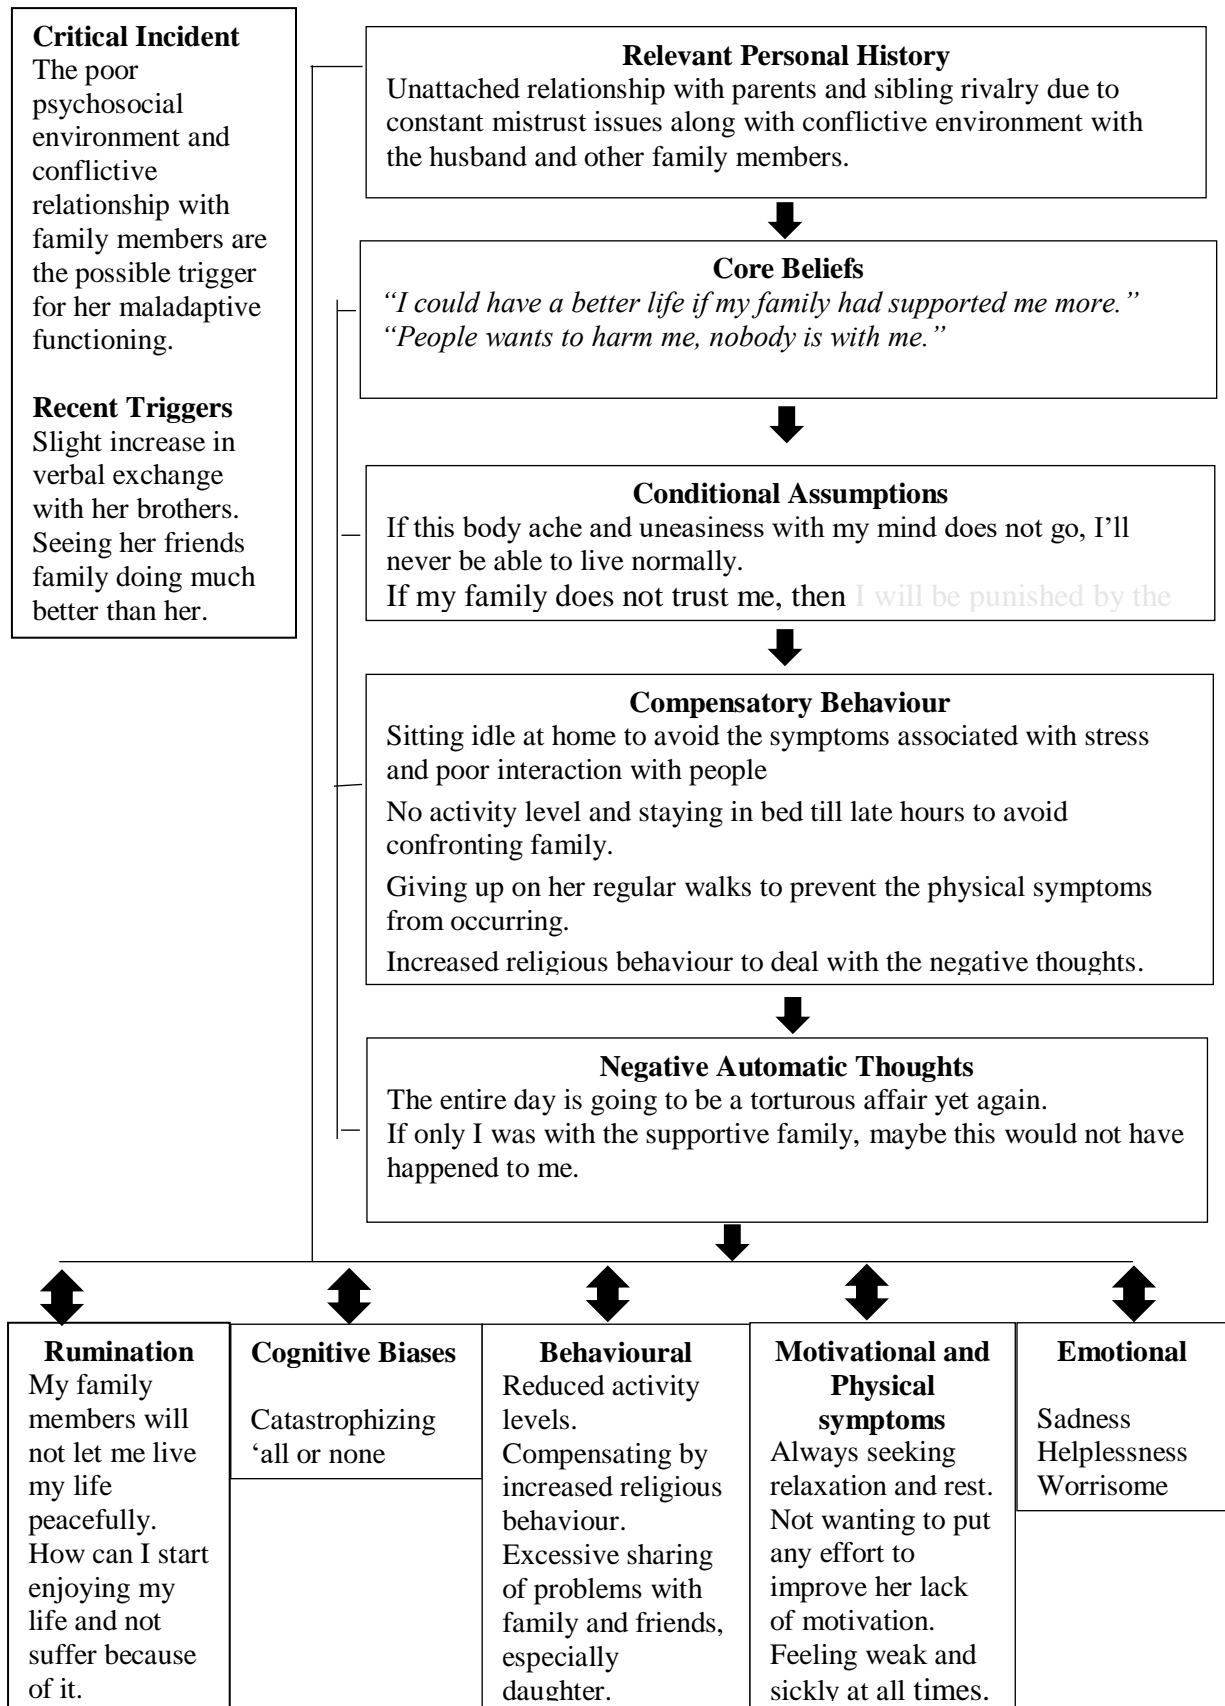 Critical Incident
The poor
psychosocial
environment and
conflictive
relationship with
family members are
the possible trigger
for her maladaptive
functioning.
Recent Triggers
Slight increase in
verbal exchange
with her brothers.
Seeing her friends
family doing much
better than her.
Relevant Personal History
Unattached relationship with parents and sibling rivalry due to
constant mistrust issues along with conflictive environment with
the husband and other family members.
Core Beliefs
“I could have a better life if my family had supported me more.”
“People wants to harm me, nobody is with me.”
Conditional Assumptions
If this body ache and uneasiness with my mind does not go, I’ll
never be able to live normally.
If my family does not trust me, then I will be punished by the
Compensatory Behaviour
Sitting idle at home to avoid the symptoms associated with stress
and poor interaction with people
No activity level and staying in bed till late hours to avoid
confronting family.
Giving up on her regular walks to prevent the physical symptoms
from occurring.
Increased religious behaviour to deal with the negative thoughts.
Negative Automatic Thoughts
The entire day is going to be a torturous affair yet again.
If only I was with the supportive family, maybe this would not have
happened to me.
Rumination
My family
members will
not let me live
my life
peacefully.
How can I start
enjoying my
life and not
suffer because
of it.
Cognitive Biases
Catastrophizing
‘all or none
Behavioural
Reduced activity
levels.
Compensating by
increased religious
behaviour.
Excessive sharing
of problems with
family and friends,
especially
daughter.
Motivational and
Physical
symptoms
Always seeking
relaxation and rest.
Not wanting to put
any effort to
improve her lack
of motivation.
Feeling weak and
sickly at all times.
Emotional
Sadness
Helplessness
Worrisome